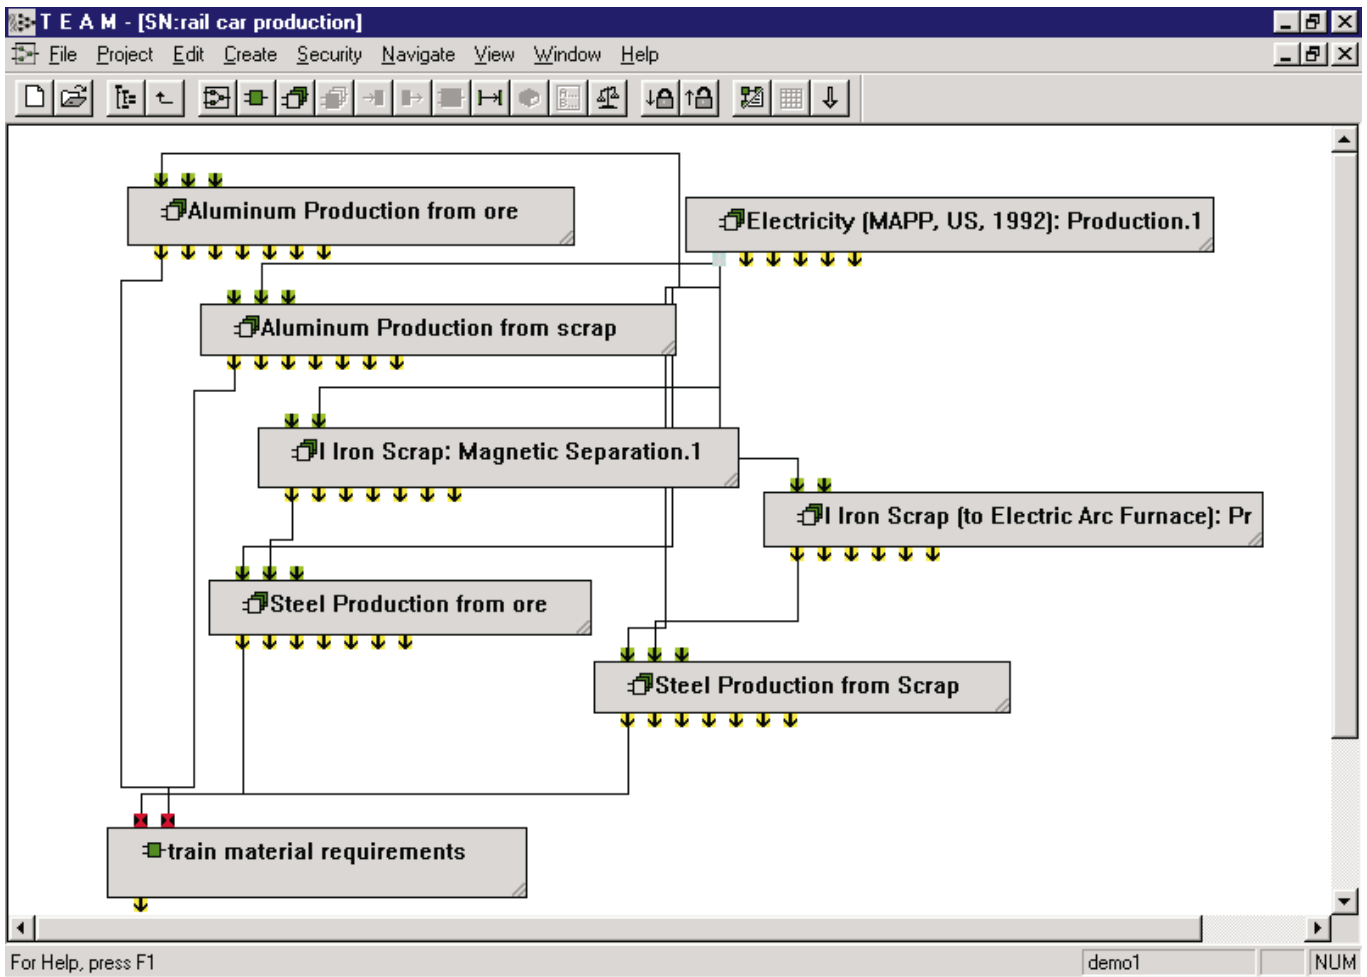 T E A M - [SN:rail car production]
File Project Edit Create Security Navigate View Window Help
Aluminum Production from ore
Electricity (MAPP, US, 1992): Production.1
Aluminum Production from scrap
I Iron Scrap: Magnetic Separation.1
I Iron Scrap (to Electric Arc Furnace): Pr
Steel Production from ore
Steel Production from Scrap
train material requirements
For Help, press F1 demo1 NUM